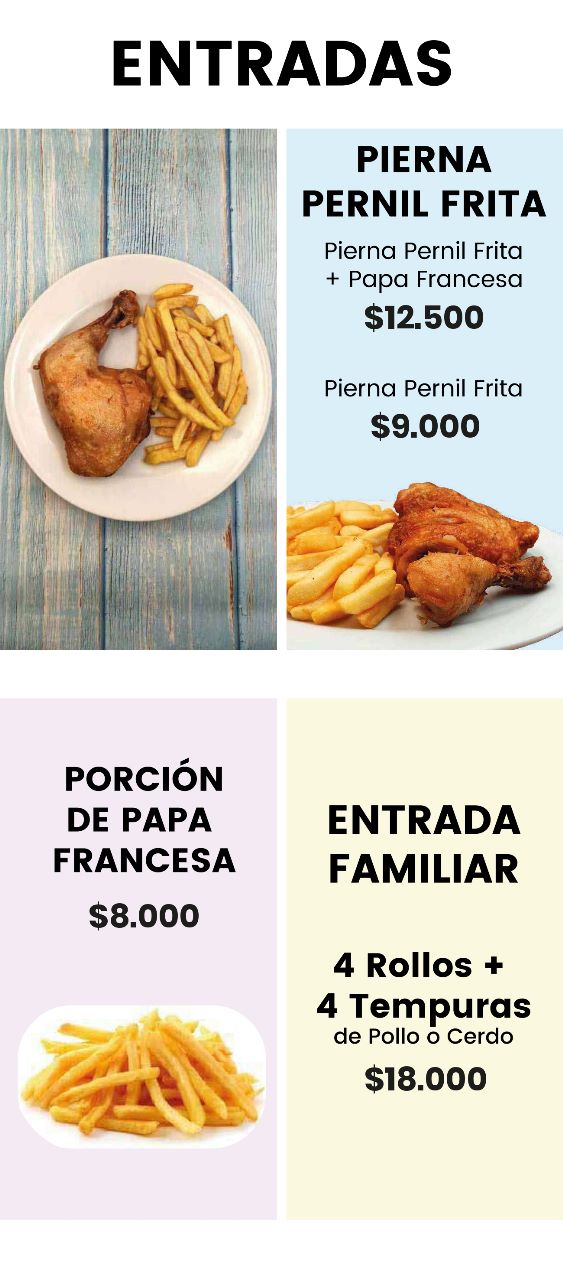 ENTRADAS
PIERNA
PERNIL FRITA
Pierna Pernil Frita
+ Papa Francesa
$12.500
Pierna Pernil Frita
$9.000
PORCIÓN
DE PAPA
FRANCESA
$8.000
ENTRADA
FAMILIAR
4 Rollos +
4 Tempuras
de Pollo o Cerdo
$18.000